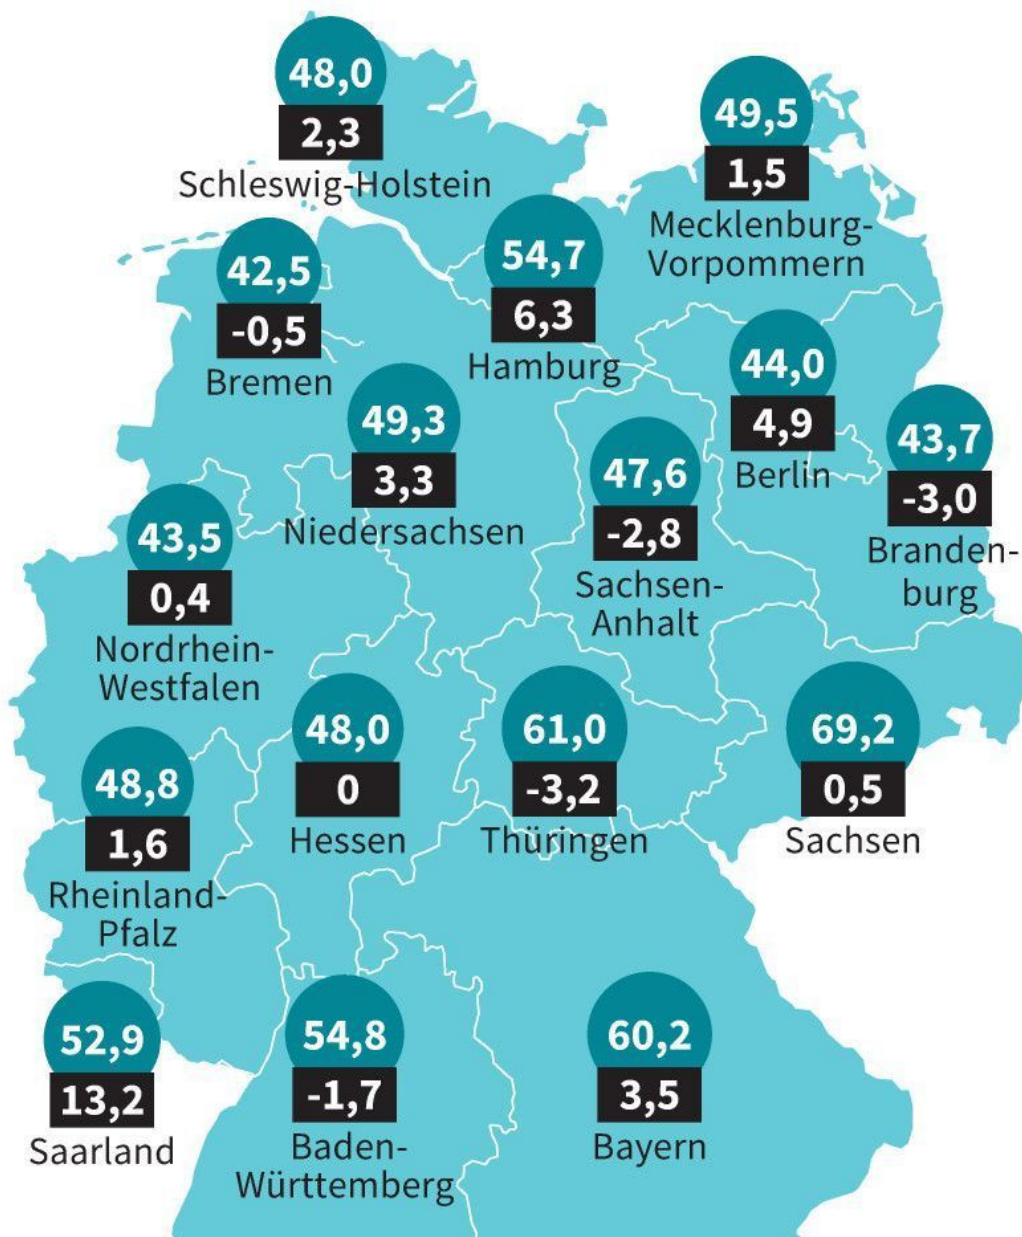 48,0
2,3
Schleswig-Holstein
49,5
1,5
Mecklenburg-
Vorpommern
42,5
-0,5
Bremen
54,7
6,3
Hamburg
44,0
4,9
Berlin
49,3
3,3
Niedersachsen
47,6
-2,8
Sachsen-
Anhalt
43,7
-3,0
Branden-
burg
43,5
0,4
Nordrhein-
Westfalen
48,0
0
Hessen
61,0
-3,2
Thüringen
69,2
0,5
Sachsen
48,8
1,6
Rheinland-
Pfalz
52,9
13,2
Saarland
54,8
-1,7
Baden-
Württemberg
60,2
3,5
Bayern